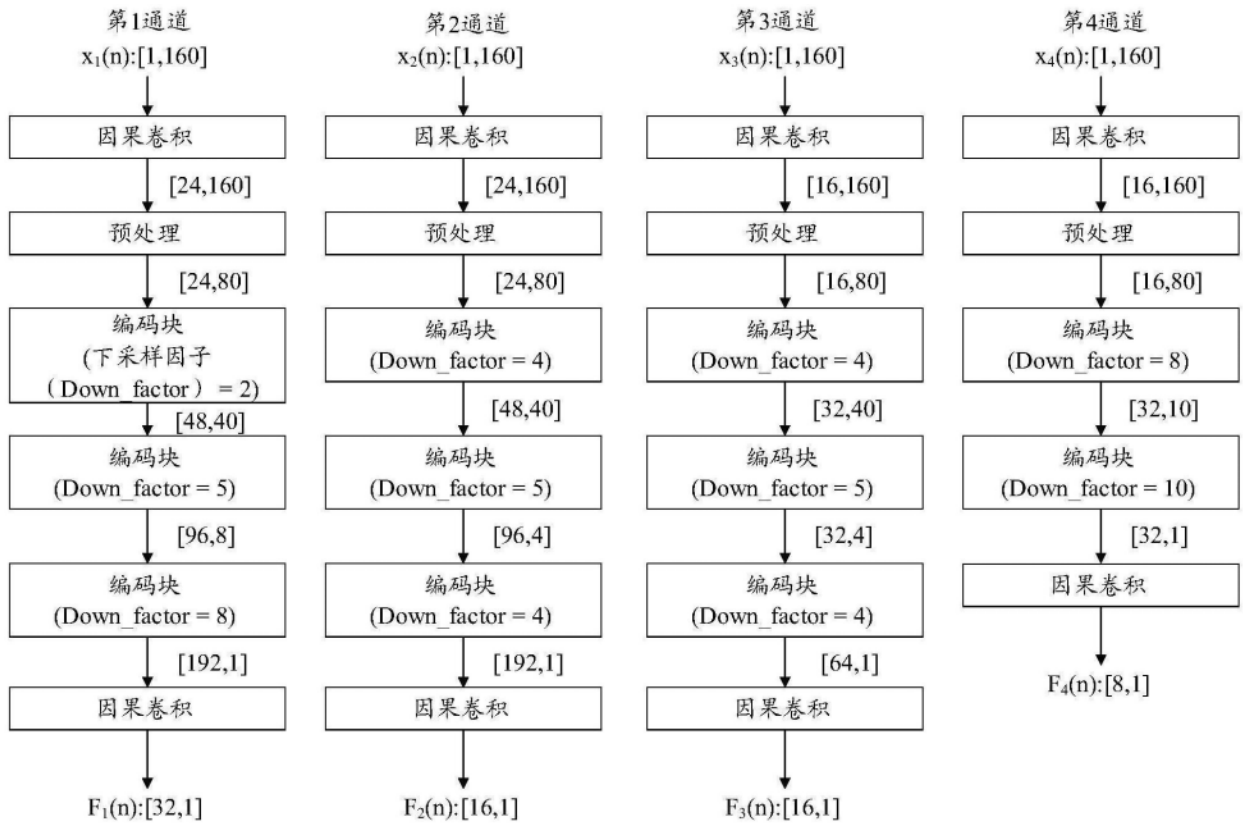 第1通道
x₁(n):[1,160]
因果卷积
[24,160]
预处理
[24,80]
编码块
(下采样因子
（Down_factor）= 2)
[48,40]
编码块
(Down_factor = 5)
[96,8]
编码块
(Down_factor = 8)
[192,1]
因果卷积
F₁(n):[32,1]
第2通道
x₂(n):[1,160]
因果卷积
[24,160]
预处理
[24,80]
编码块
(Down_factor = 4)
[48,40]
编码块
(Down_factor = 5)
[96,4]
编码块
(Down_factor = 4)
[192,1]
因果卷积
F₂(n):[16,1]
第3通道
x₃(n):[1,160]
因果卷积
[16,160]
预处理
[16,80]
编码块
(Down_factor = 4)
[32,40]
编码块
(Down_factor = 5)
[32,4]
编码块
(Down_factor = 4)
[64,1]
因果卷积
F₃(n):[16,1]
第4通道
x₄(n):[1,160]
因果卷积
[16,160]
预处理
[16,80]
编码块
(Down_factor = 8)
[32,10]
编码块
(Down_factor = 10)
[32,1]
因果卷积
F₄(n):[8,1]